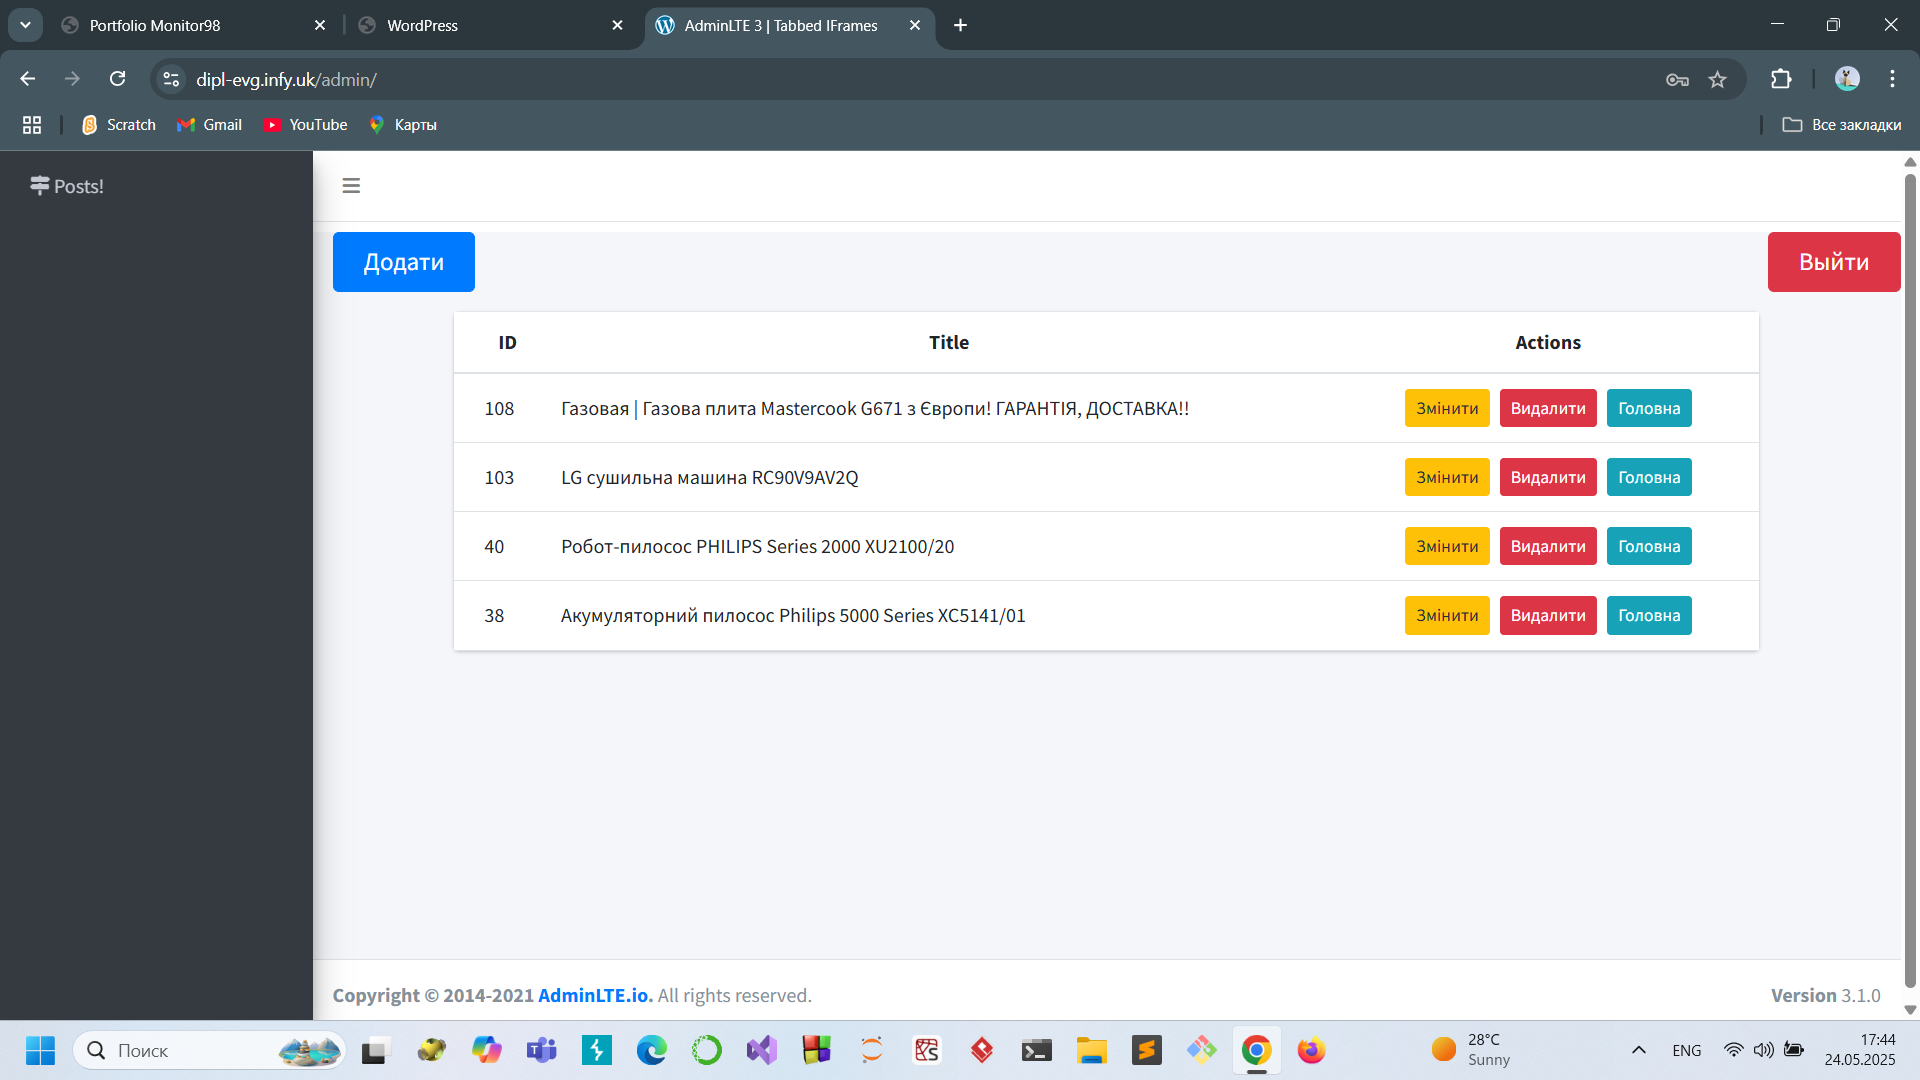 Portfolio Monitor98
WordPress
AdminLTE 3 | Tabbed IFrames
dipl-evg.infy.uk/admin/
Scratch
Gmail
YouTube
Карты
Все закладки
Posts!
Додати
Выйти
ID Title Actions
108 Газовая | Газова плита Mastercook G671 з Європи! ГАРАНТІЯ, ДОСТАВКА!! Змінити Видалити Головна
103 LG сушильна машина RC90V9AV2Q Змінити Видалити Головна
40 Робот-пилосос PHILIPS Series 2000 XU2100/20 Змінити Видалити Головна
38 Акумуляторний пилосос Philips 5000 Series XC5141/01 Змінити Видалити Головна
Copyright © 2014-2021 AdminLTE.io. All rights reserved.
Version 3.1.0
Поиск
28°C
Sunny
ENG
17:44
24.05.2025